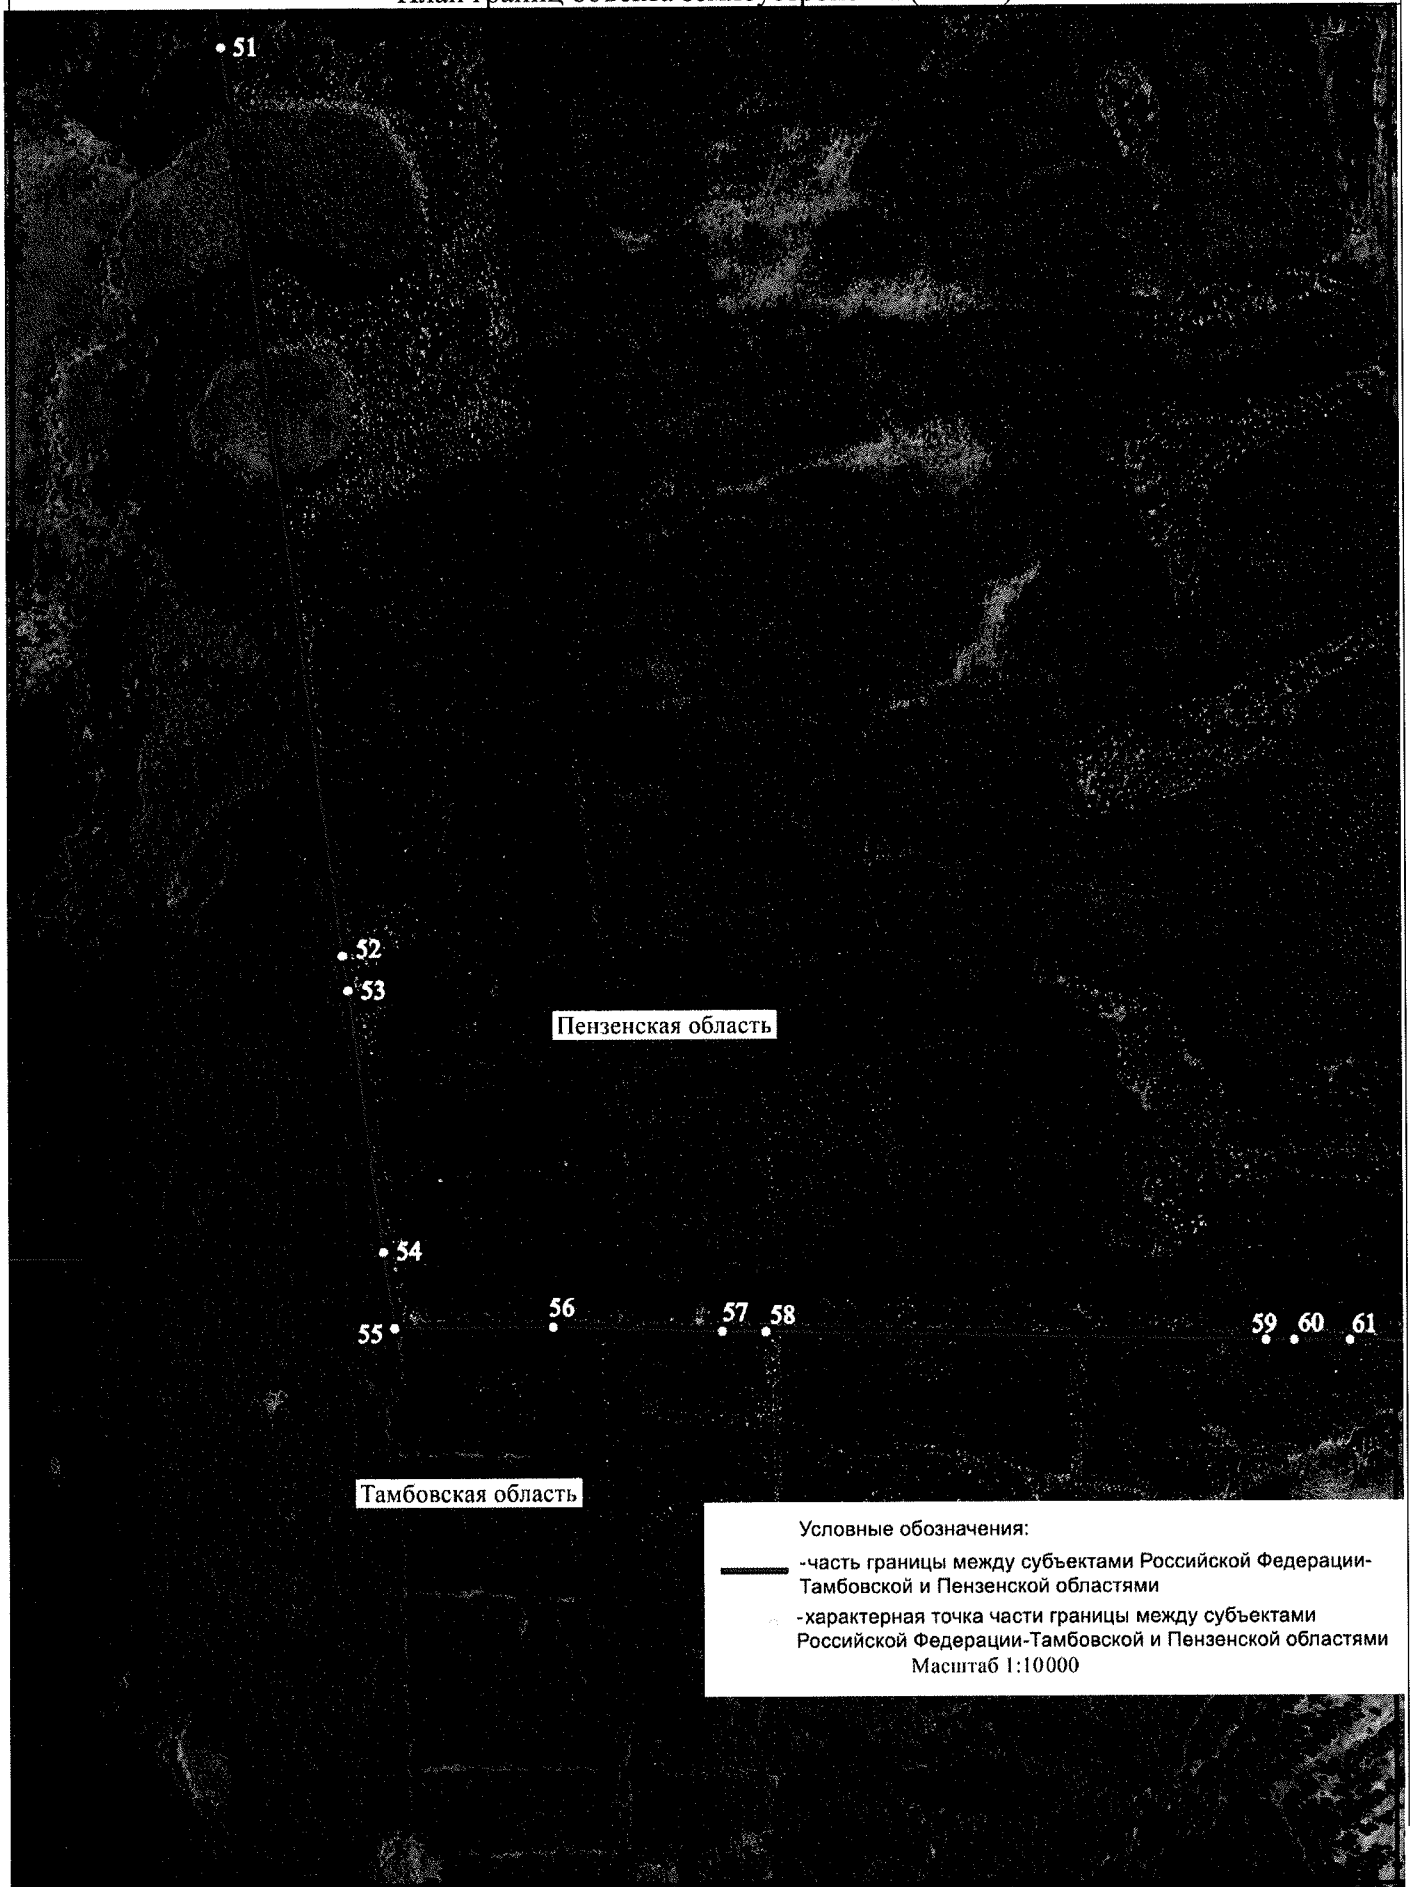 51
52
53
Пензенская область
54
55
56
57
58
59
60
61
Тамбовская область
Условные обозначения:
-часть границы между субъектами Российской Федерации-
Тамбовской и Пензенской областями
-характерная точка части границы между субъектами
Российской Федерации-Тамбовской и Пензенской областями
Масштаб 1:10000